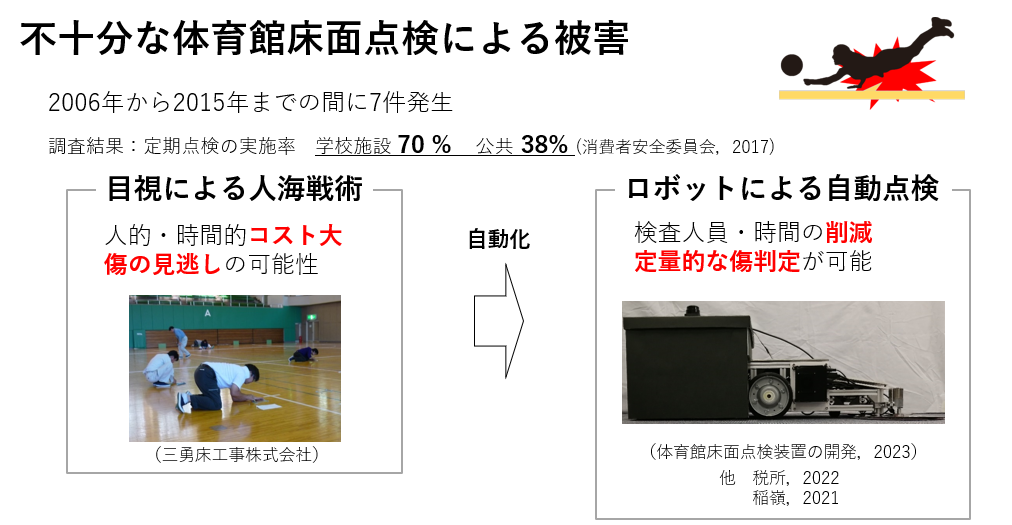 不十分な体育館床面点検による被害
2006年から2015年までの間に7件発生
調査結果：定期点検の実施率　学校施設 70 %　公共 38% (消費者安全委員会, 2017)
目視による人海戦術
人的・時間的コスト大
傷の見逃しの可能性
A
（三勇床工事株式会社）
自動化
ロボットによる自動点検
検査人員・時間の削減
定量的な傷判定が可能
（体育館床面点検装置の開発, 2023）
他　税所, 2022
稲嶺, 2021